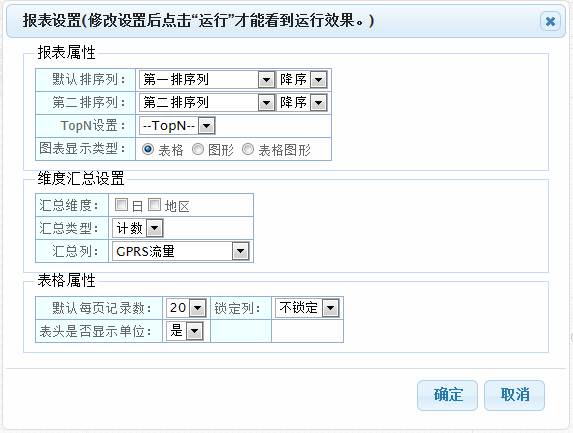 报表设置(修改设置后点击“运行”才能看到运行效果。)
报表属性
默认排序列： 第一排序列 降序
第二排序列： 第二排序列 降序
TopN设置： --TopN--
图表显示类型： 表格 图形 表格图形
维度汇总设置
汇总维度： 日 地区
汇总类型： 计数
汇总列： GPRS流量
表格属性
默认每页记录数： 20 锁定列： 不锁定
表头是否显示单位： 是
确定 取消